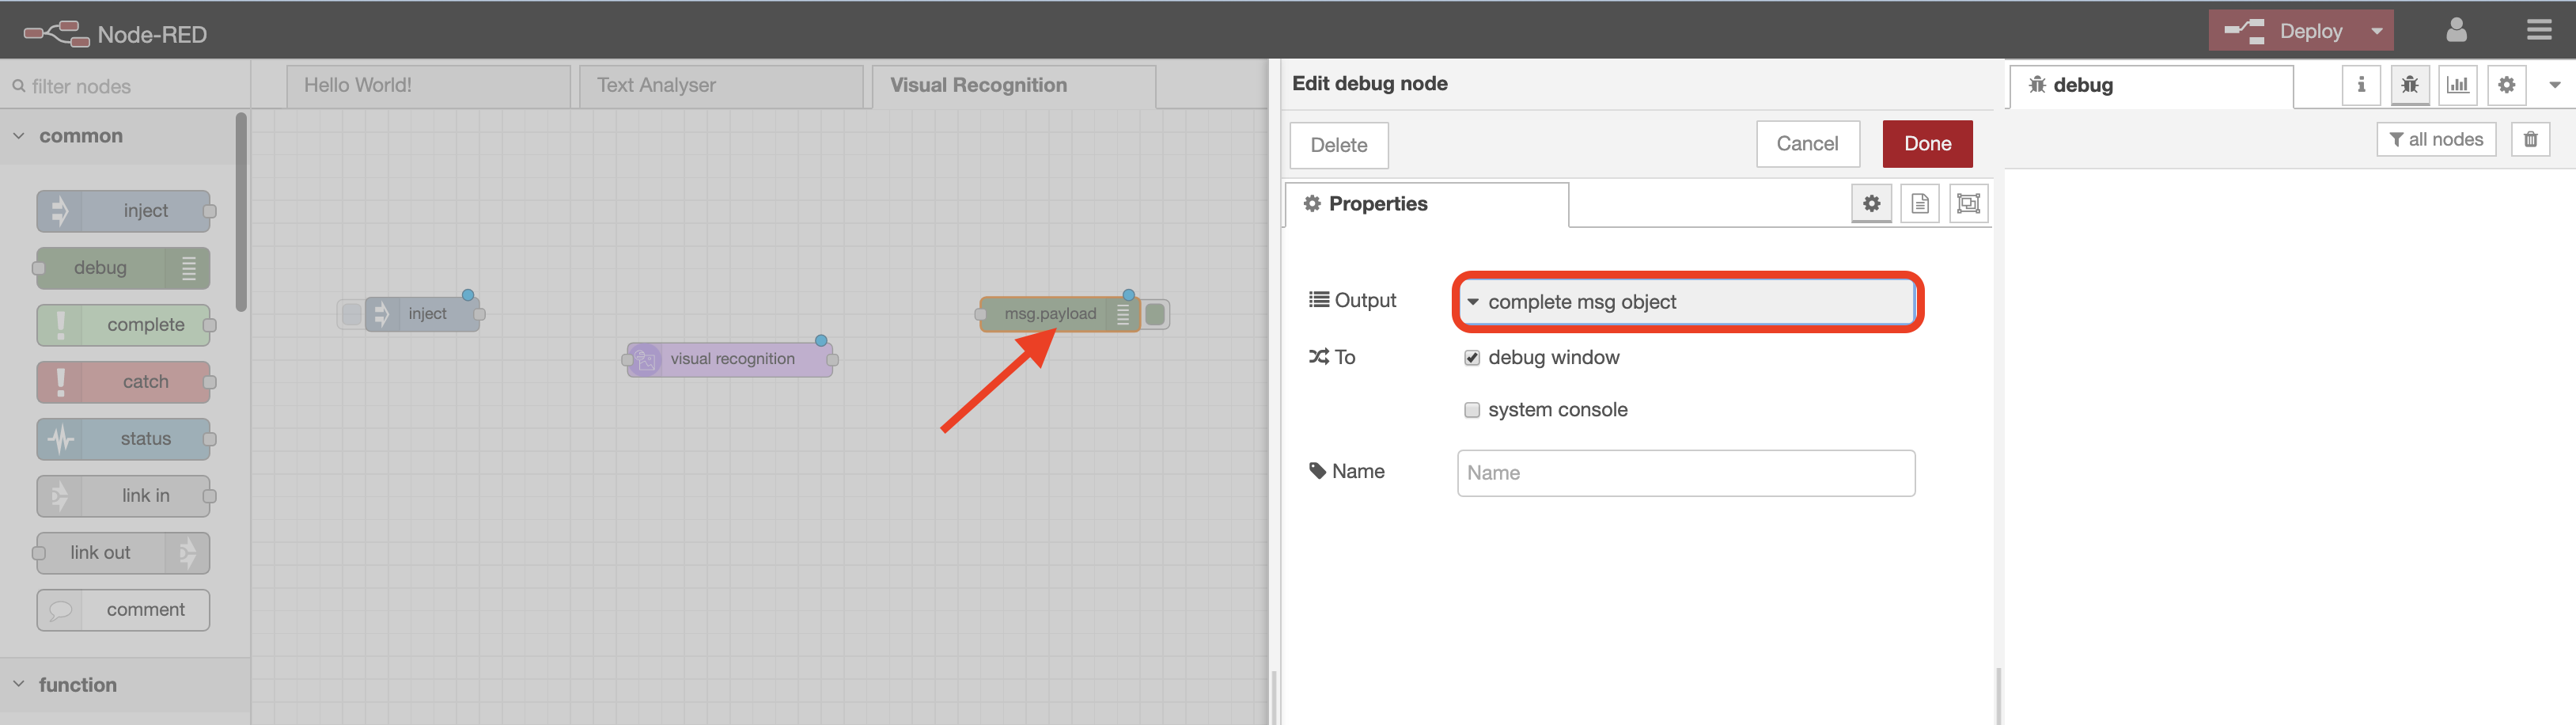 Node-RED
Deploy
filter nodes
Hello World!
Text Analyser
Visual Recognition
Edit debug node
debug
common
Delete
Cancel
Done
all nodes
Properties
inject
debug
complete
catch
status
link in
link out
comment
function
inject
visual recognition
msg.payload
Output
complete msg object
To
debug window
system console
Name
Name